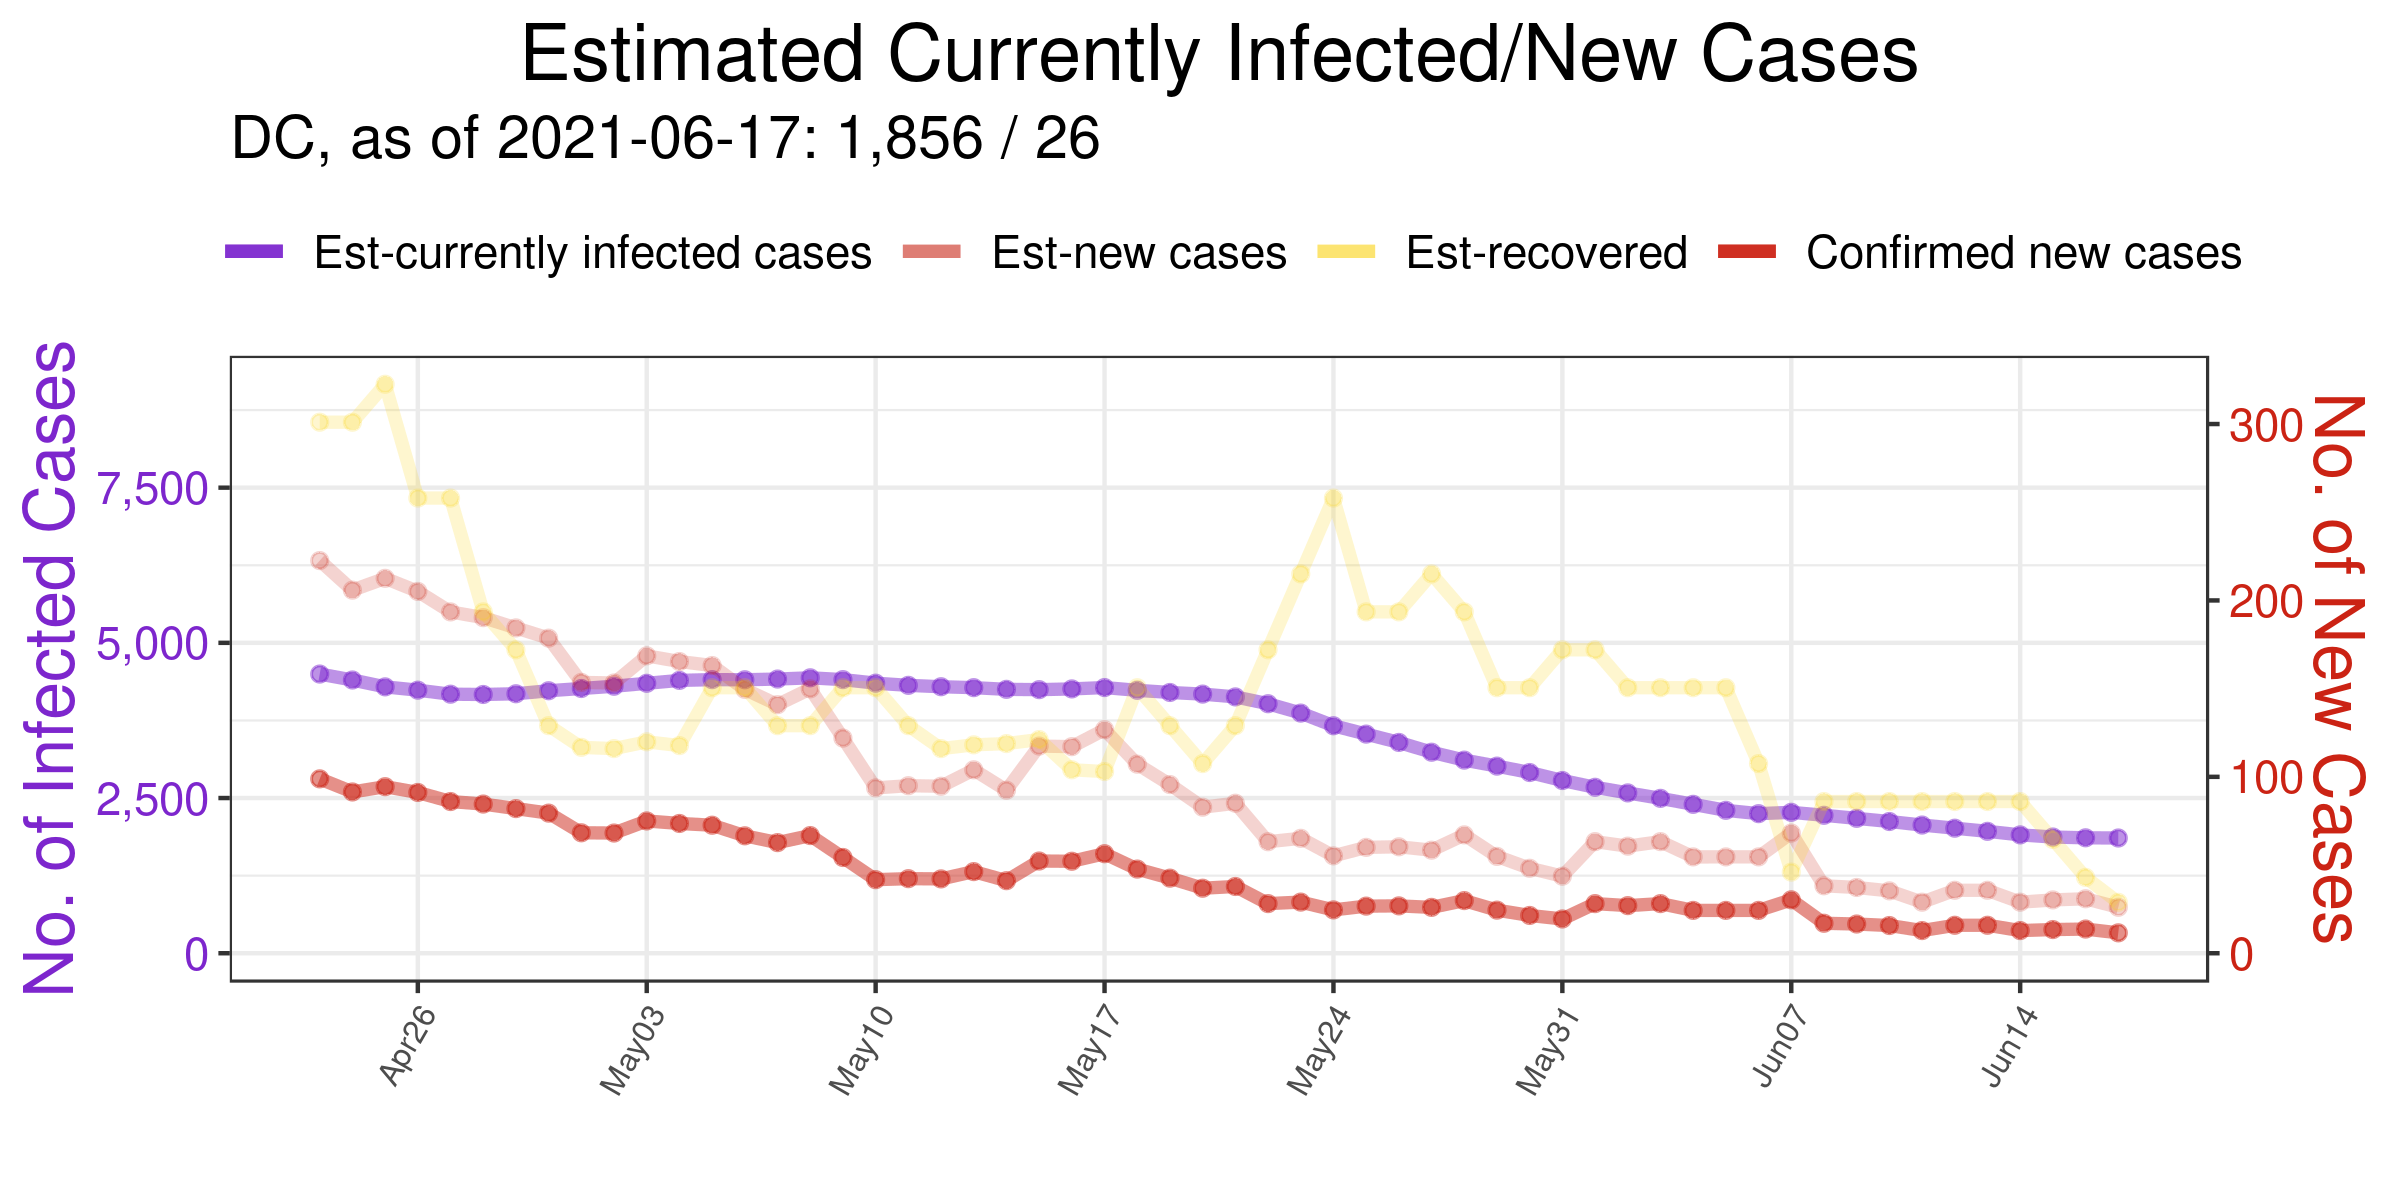 Estimated Currently Infected/New Cases
DC, as of 2021-06-17: 1,856 / 26
Est-currently infected cases Est-new cases Est-recovered Confirmed new cases
No. of Infected Cases
7,500
5,000
2,500
0
300
200
100
0
No. of New Cases
Apr26 May03 May10 May17 May24 May31 Jun07 Jun14